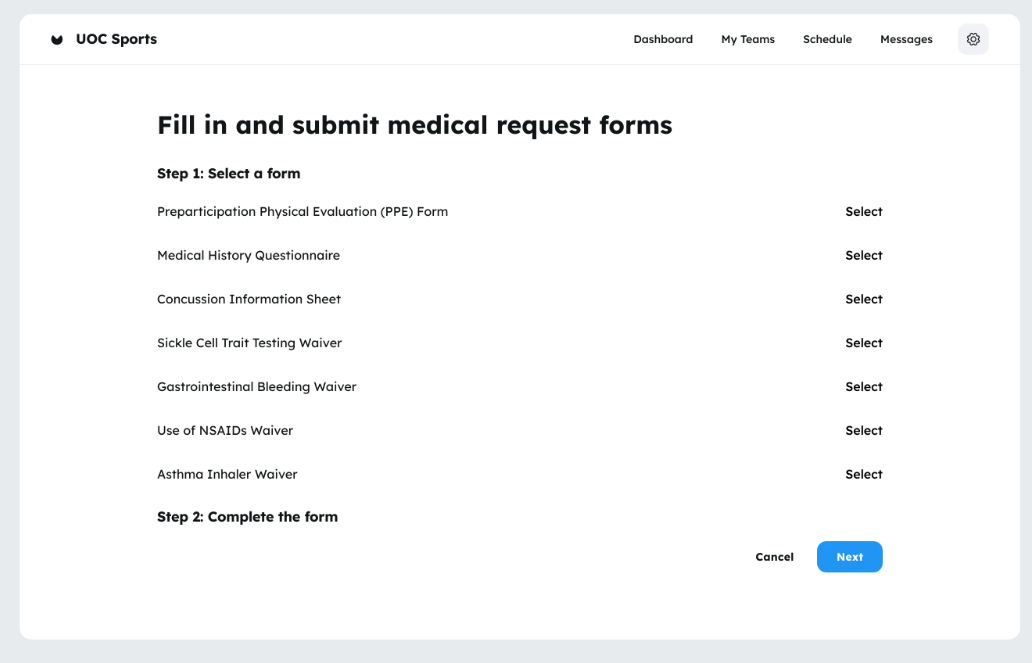 UOC Sports
Dashboard My Teams Schedule Messages
Fill in and submit medical request forms
Step 1: Select a form
Preparticipation Physical Evaluation (PPE) Form Select
Medical History Questionnaire Select
Concussion Information Sheet Select
Sickle Cell Trait Testing Waiver Select
Gastrointestinal Bleeding Waiver Select
Use of NSAIDs Waiver Select
Asthma Inhaler Waiver Select
Step 2: Complete the form
Cancel Next